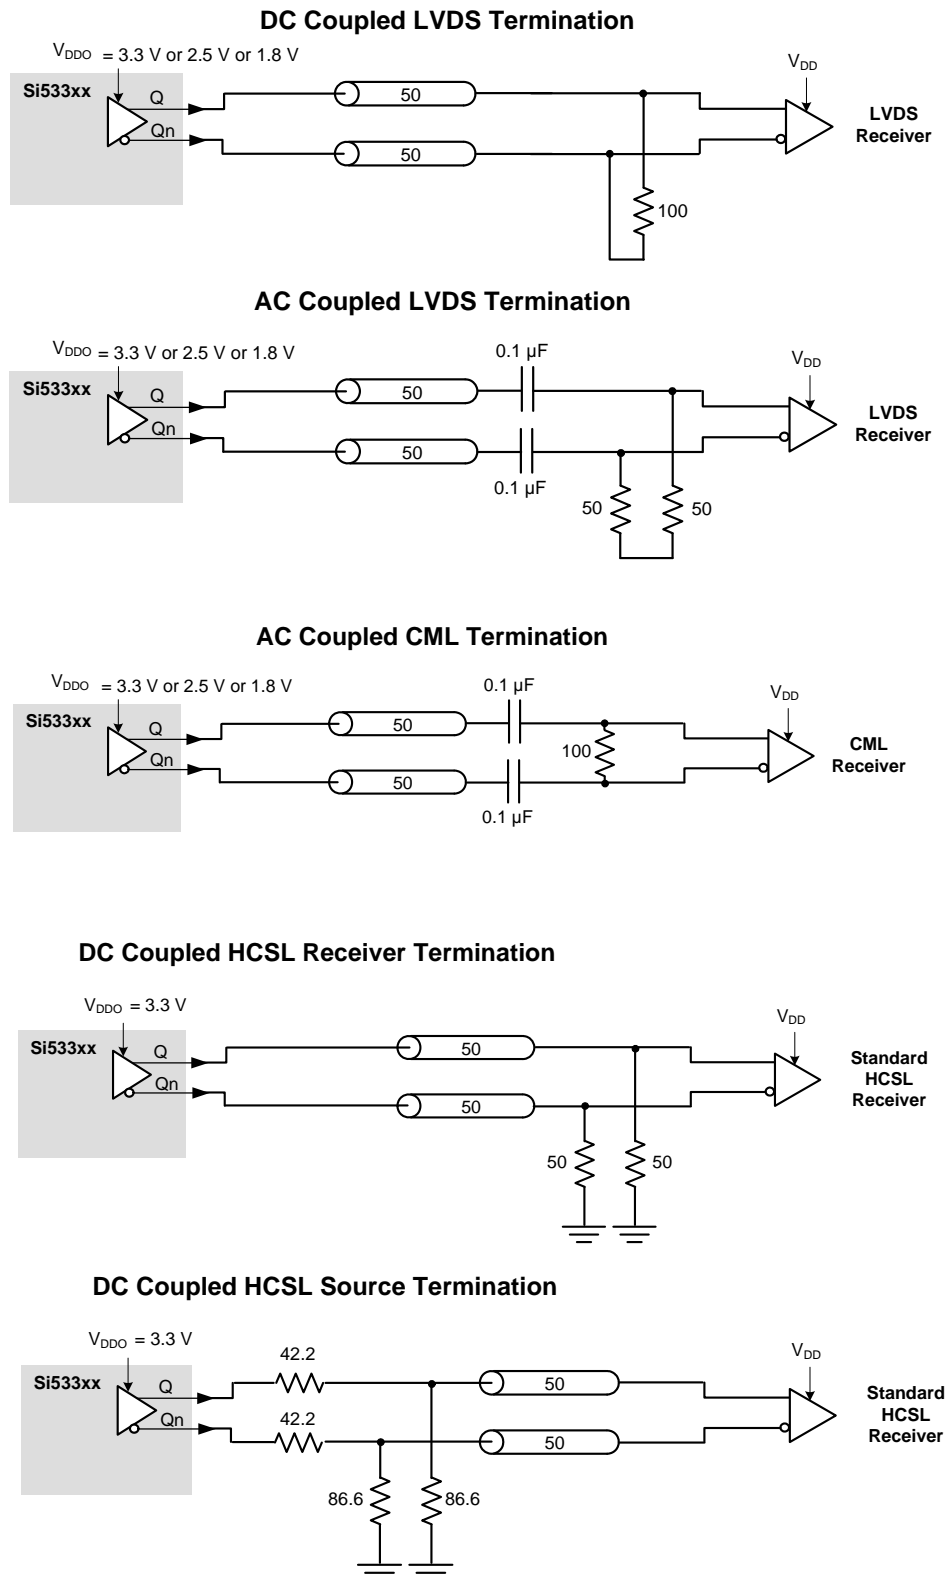 DC Coupled LVDS Termination
VDDO = 3.3 V or 2.5 V or 1.8 V
Si533xx
Q
Qn
50
50
100
VDD
LVDS
Receiver
AC Coupled LVDS Termination
VDDO = 3.3 V or 2.5 V or 1.8 V
Si533xx
Q
Qn
50
50
0.1 µF
0.1 µF
50
50
VDD
LVDS
Receiver
AC Coupled CML Termination
VDDO = 3.3 V or 2.5 V or 1.8 V
Si533xx
Q
Qn
50
50
0.1 µF
0.1 µF
100
VDD
CML
Receiver
DC Coupled HCSL Receiver Termination
VDDO = 3.3 V
Si533xx
Q
Qn
50
50
50
50
VDD
Standard
HCSL
Receiver
DC Coupled HCSL Source Termination
VDDO = 3.3 V
Si533xx
Q
Qn
42.2
42.2
86.6
86.6
50
50
VDD
Standard
HCSL
Receiver